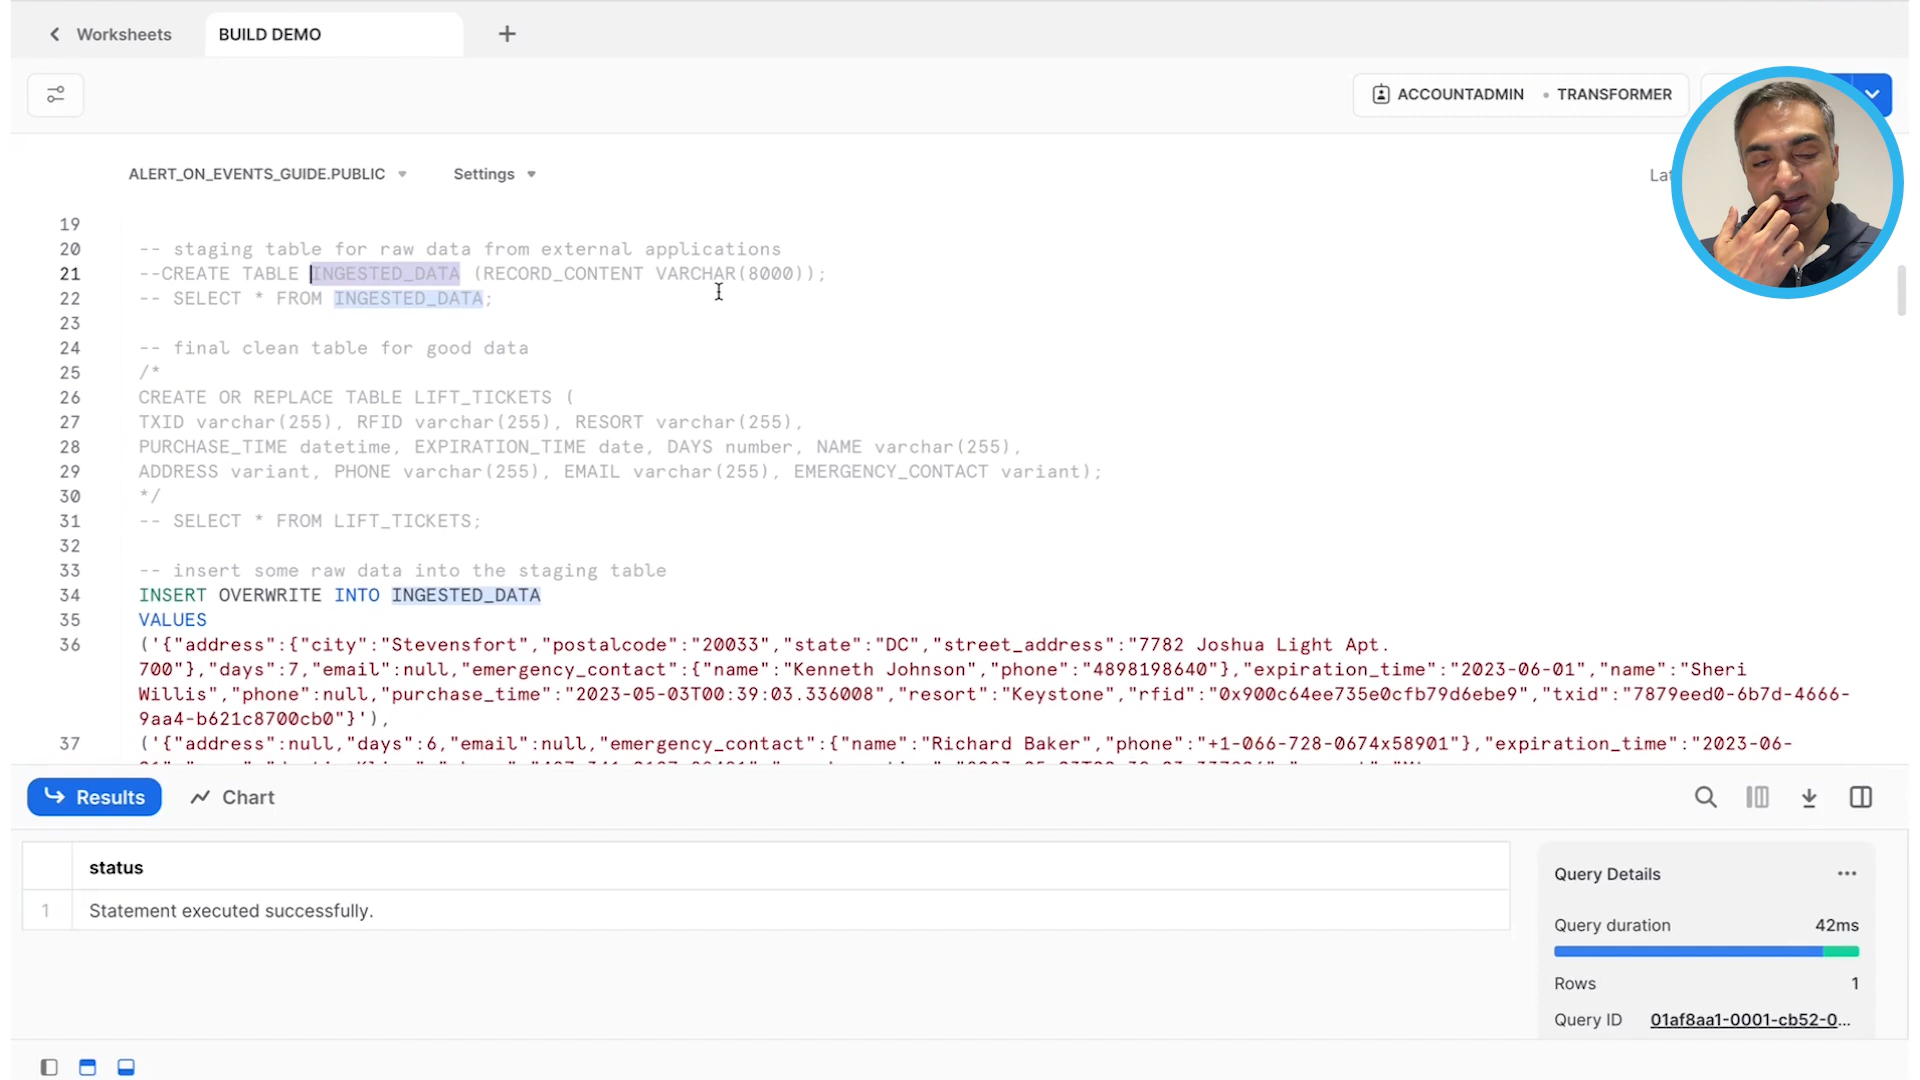 Worksheets
BUILD DEMO
ACCOUNTADMIN • TRANSFORMER
ALERT_ON_EVENTS_GUIDE.PUBLIC
Settings
19
20 -- staging table for raw data from external applications
21 --CREATE TABLE INGESTED_DATA (RECORD_CONTENT VARCHAR(8000));
22 -- SELECT * FROM INGESTED_DATA;
23
24 -- final clean table for good data
25 /*
26 CREATE OR REPLACE TABLE LIFT_TICKETS (
27 TXID varchar(255), RFID varchar(255), RESORT varchar(255),
28 PURCHASE_TIME datetime, EXPIRATION_TIME date, DAYS number, NAME varchar(255),
29 ADDRESS variant, PHONE varchar(255), EMAIL varchar(255), EMERGENCY_CONTACT variant);
30 */
31 -- SELECT * FROM LIFT_TICKETS;
32
33 -- insert some raw data into the staging table
34 INSERT OVERWRITE INTO INGESTED_DATA
35 VALUES
36 ('{"address":{"city":"Stevensfort","postalcode":"20033","state":"DC","street_address":"7782 Joshua Light Apt.
700"},"days":7,"email":null,"emergency_contact":{"name":"Kenneth Johnson","phone":"4898198640"},"expiration_time":"2023-06-01","name":"Sheri
Willis","phone":null,"purchase_time":"2023-05-03T00:39:03.336008","resort":"Keystone","rfid":"0x900c64ee735e0cfb79d6ebe9","txid":"7879eed0-6b7d-4666-
9aa4-b621c8700cb0"}'),
37 ('{"address":null,"days":6,"email":null,"emergency_contact":{"name":"Richard Baker","phone":"+1-066-728-0674x58901"},"expiration_time":"2023-06-
Results
Chart
status
1 Statement executed successfully.
Query Details
...
Query duration 42ms
Rows 1
Query ID 01af8aa1-0001-cb52-0...